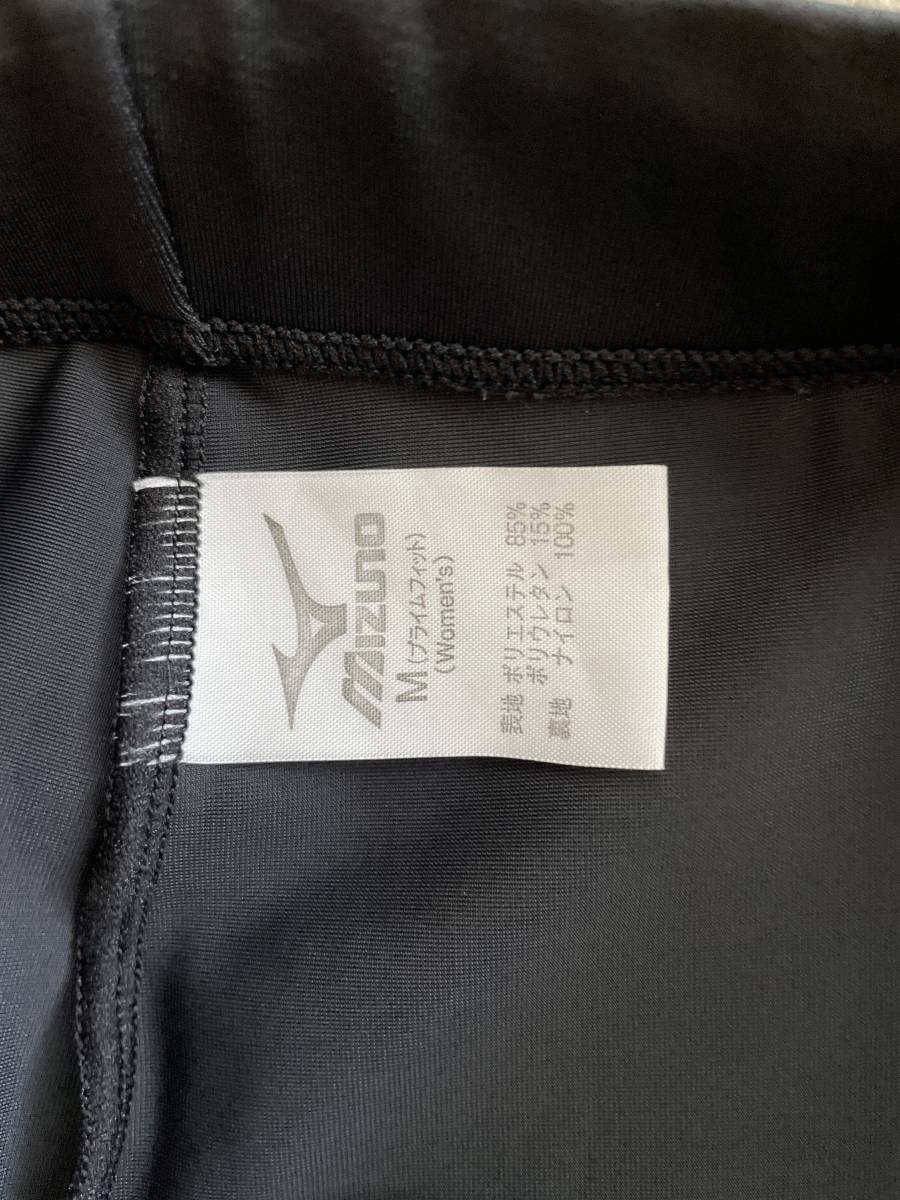 MIZUNO
M(プライムフィット)
(Women's)
表地 ポリエステル 85%
ポリウレタン 15%
裏地 ナイロン 100%